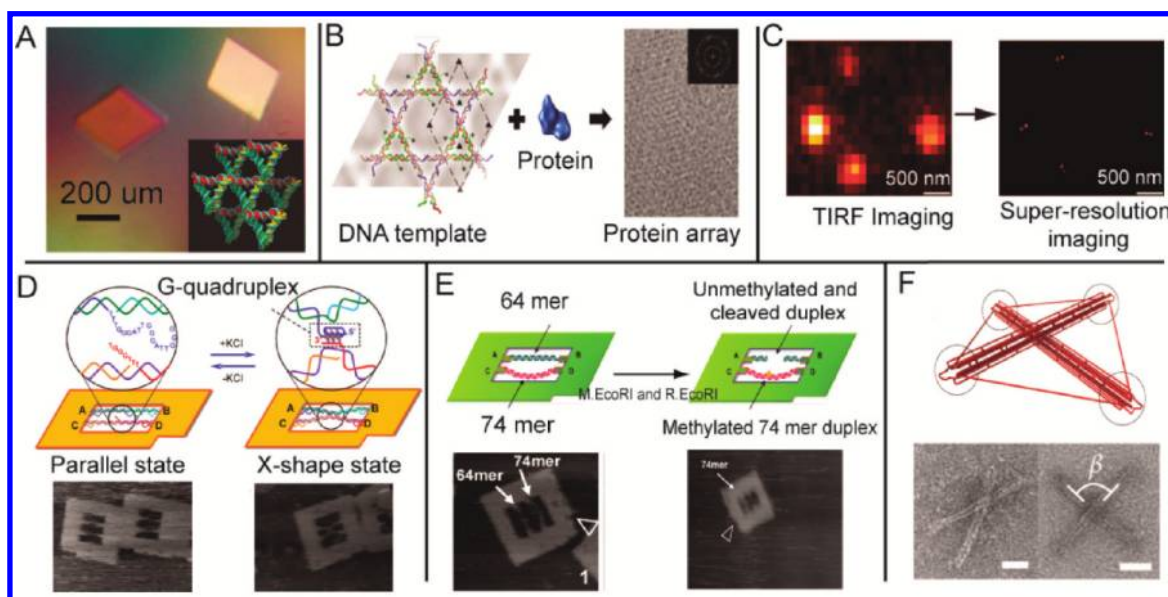 A
200 um
B
Protein
DNA template
Protein array
C
500 nm
500 nm
TIRF Imaging
Super-resolution
imaging
D
G-quadruplex
+KCl
-KCl
A
B
C
D
A
B
C
D
Parallel state
X-shape state
E
64 mer
Unmethylated and
cleaved duplex
A
B
C
D
A
B
C
D
M.EcoRI and R.EcoRI
74 mer
Methylated 74 mer duplex
74mer
64mer
1
74mer
F
β